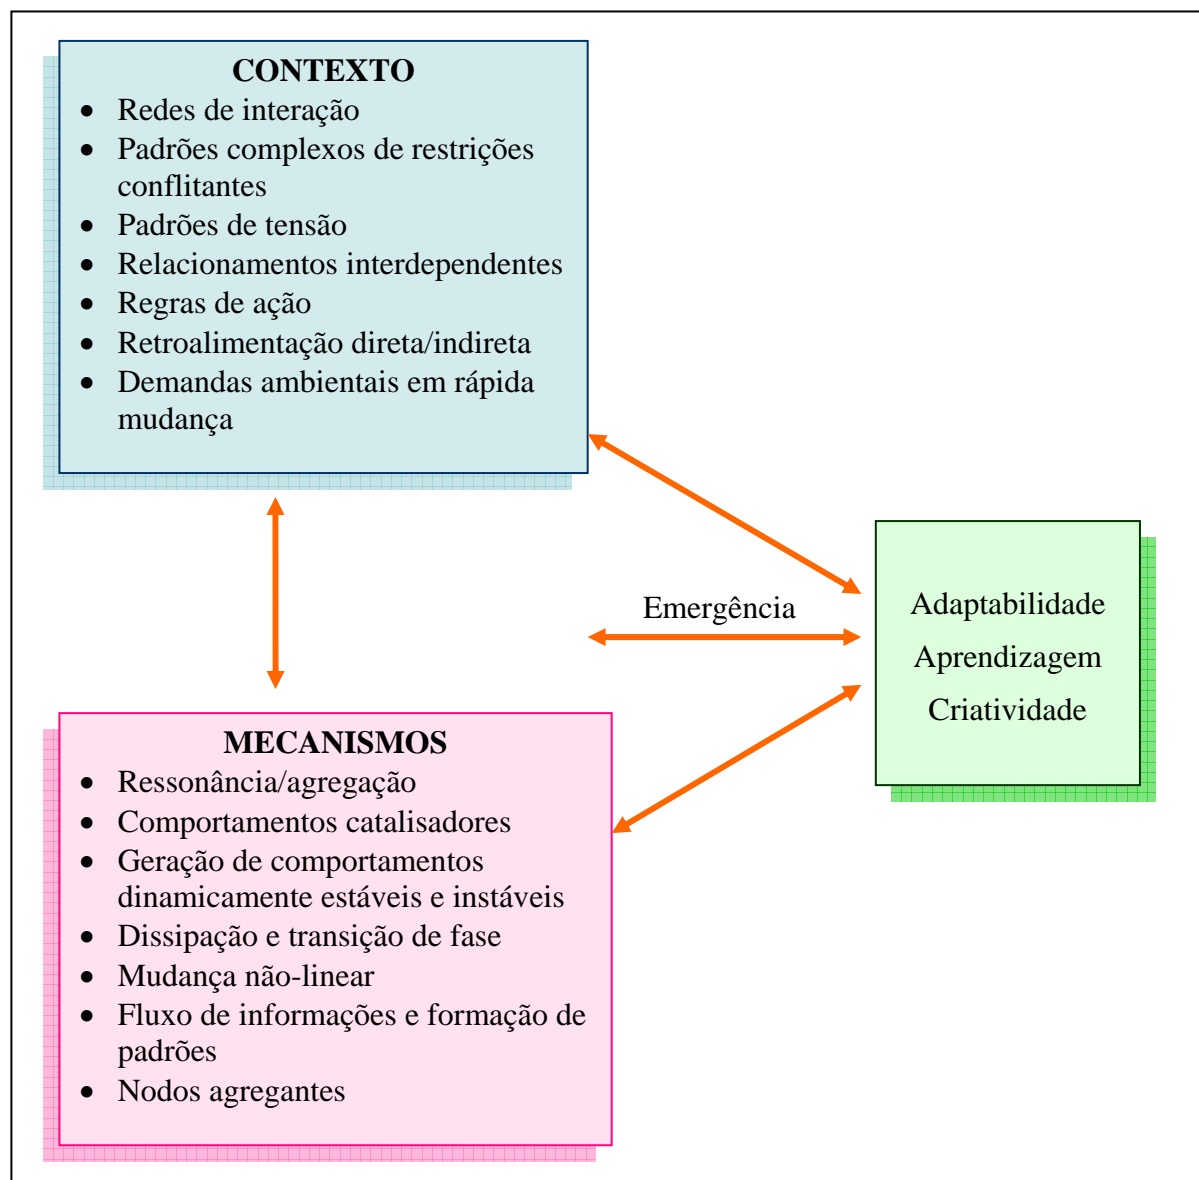 CONTEXTO
• Redes de interação
• Padrões complexos de restrições
conflitantes
• Padrões de tensão
• Relacionamentos interdependentes
• Regras de ação
• Retroalimentação direta/indireta
• Demandas ambientais em rápida
mudança
Emergência
Adaptabilidade
Aprendizagem
Criatividade
MECANISMOS
• Ressonância/agregação
• Comportamentos catalisadores
• Geração de comportamentos
dinamicamente estáveis e instáveis
• Dissipação e transição de fase
• Mudança não-linear
• Fluxo de informações e formação de
padrões
• Nodos agregantes